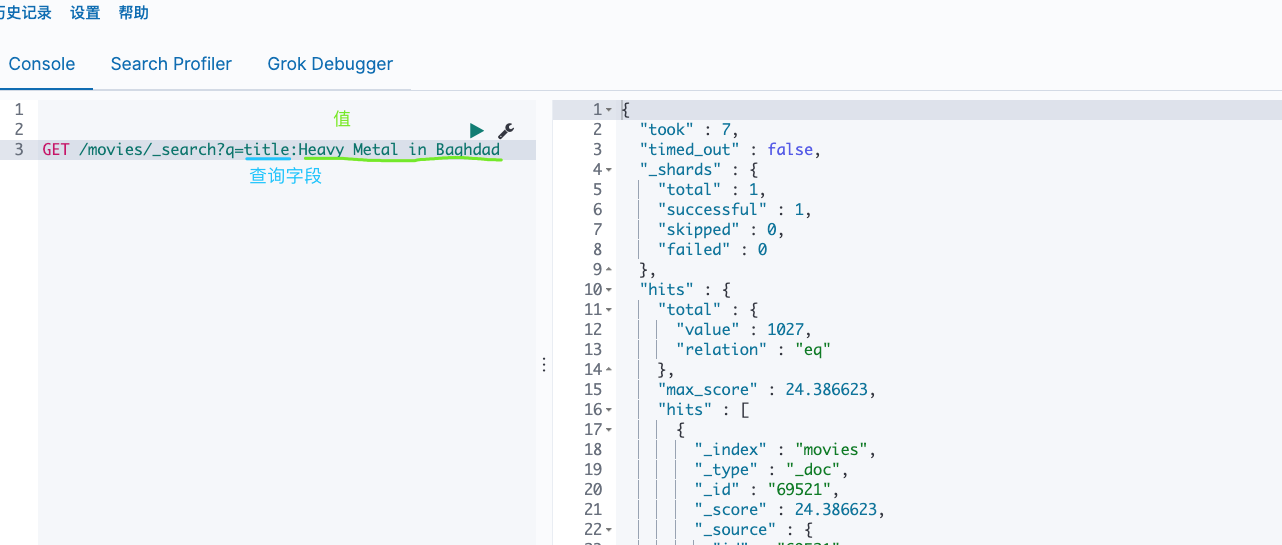 历史记录 设置 帮助
Console Search Profiler Grok Debugger
1
2
值
3 GET /movies/_search?q=title:Heavy Metal in Baghdad
查询字段
1 {
2 "took" : 7,
3 "timed_out" : false,
4 "_shards" : {
5 "total" : 1,
6 "successful" : 1,
7 "skipped" : 0,
8 "failed" : 0
9 },
10 "hits" : {
11 "total" : {
12 "value" : 1027,
13 "relation" : "eq"
14 },
15 "max_score" : 24.386623,
16 "hits" : [
17 {
18 "_index" : "movies",
19 "_type" : "_doc",
20 "_id" : "69521",
21 "_score" : 24.386623,
22 "_source" : {